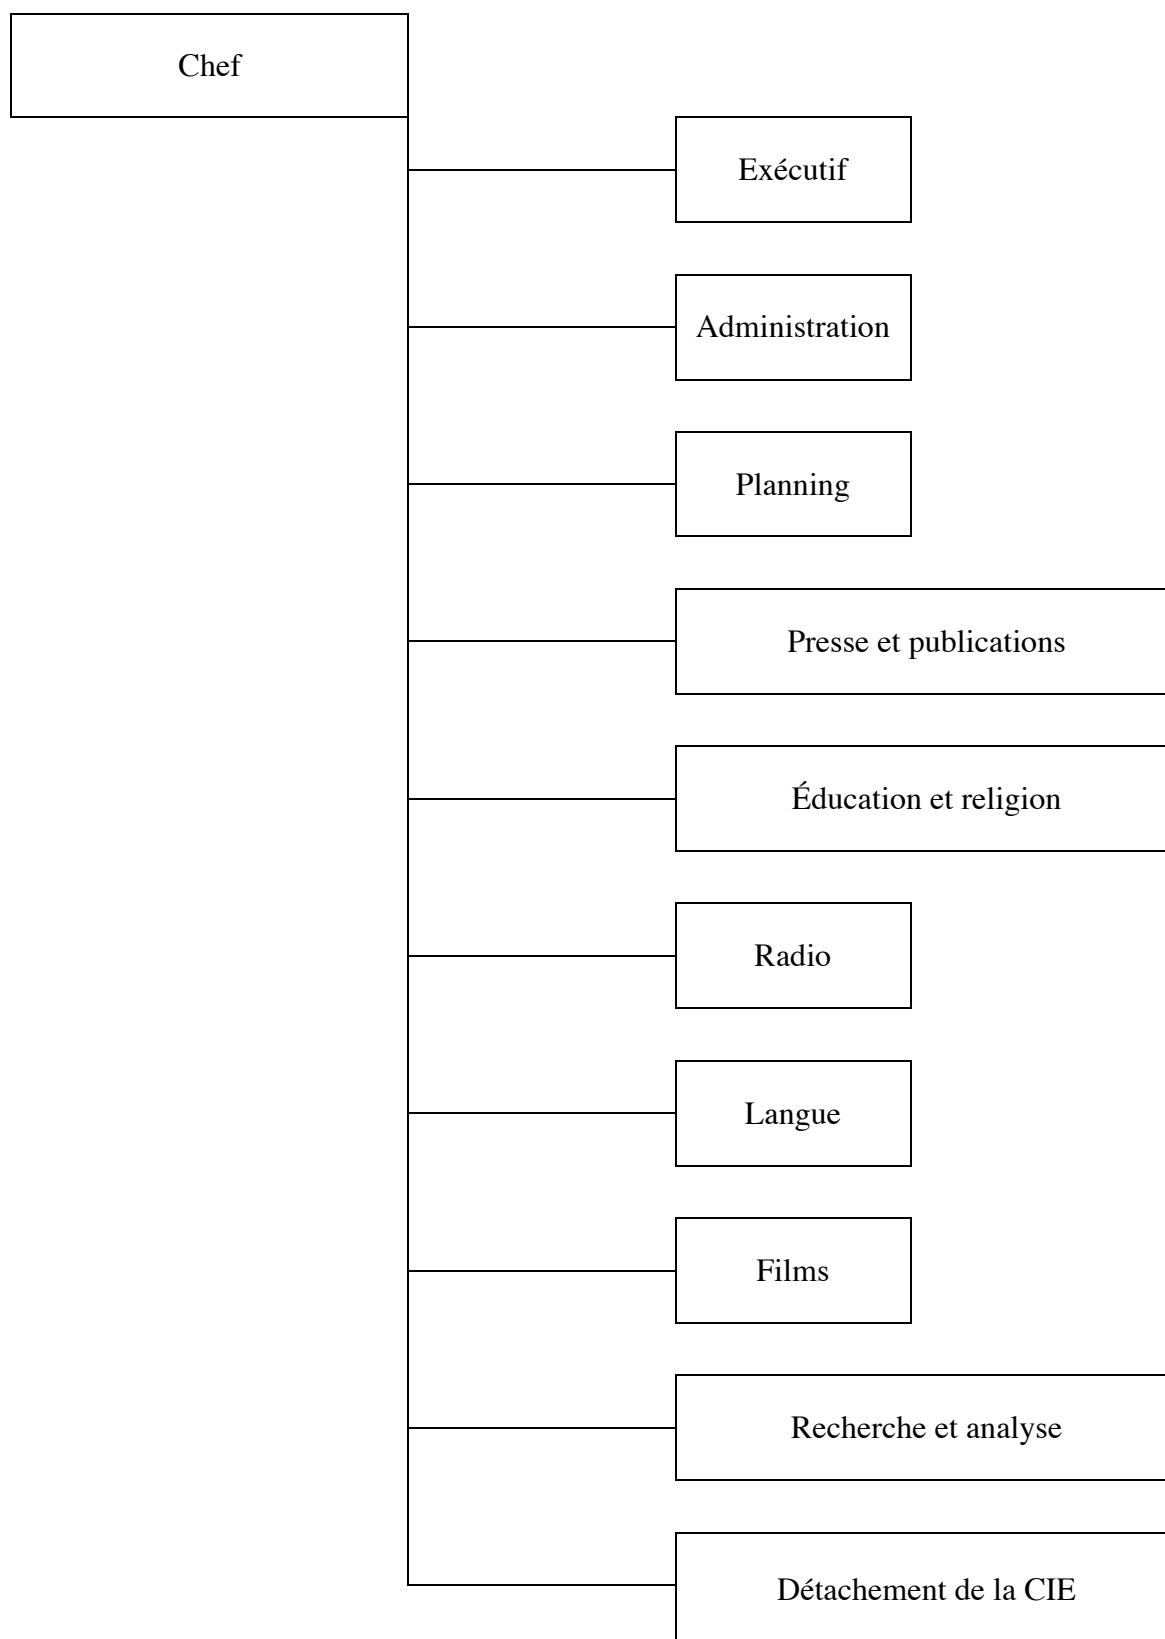 Chef
Exécutif
Administration
Planning
Presse et publications
Éducation et religion
Radio
Langue
Films
Recherche et analyse
Détachement de la CIE